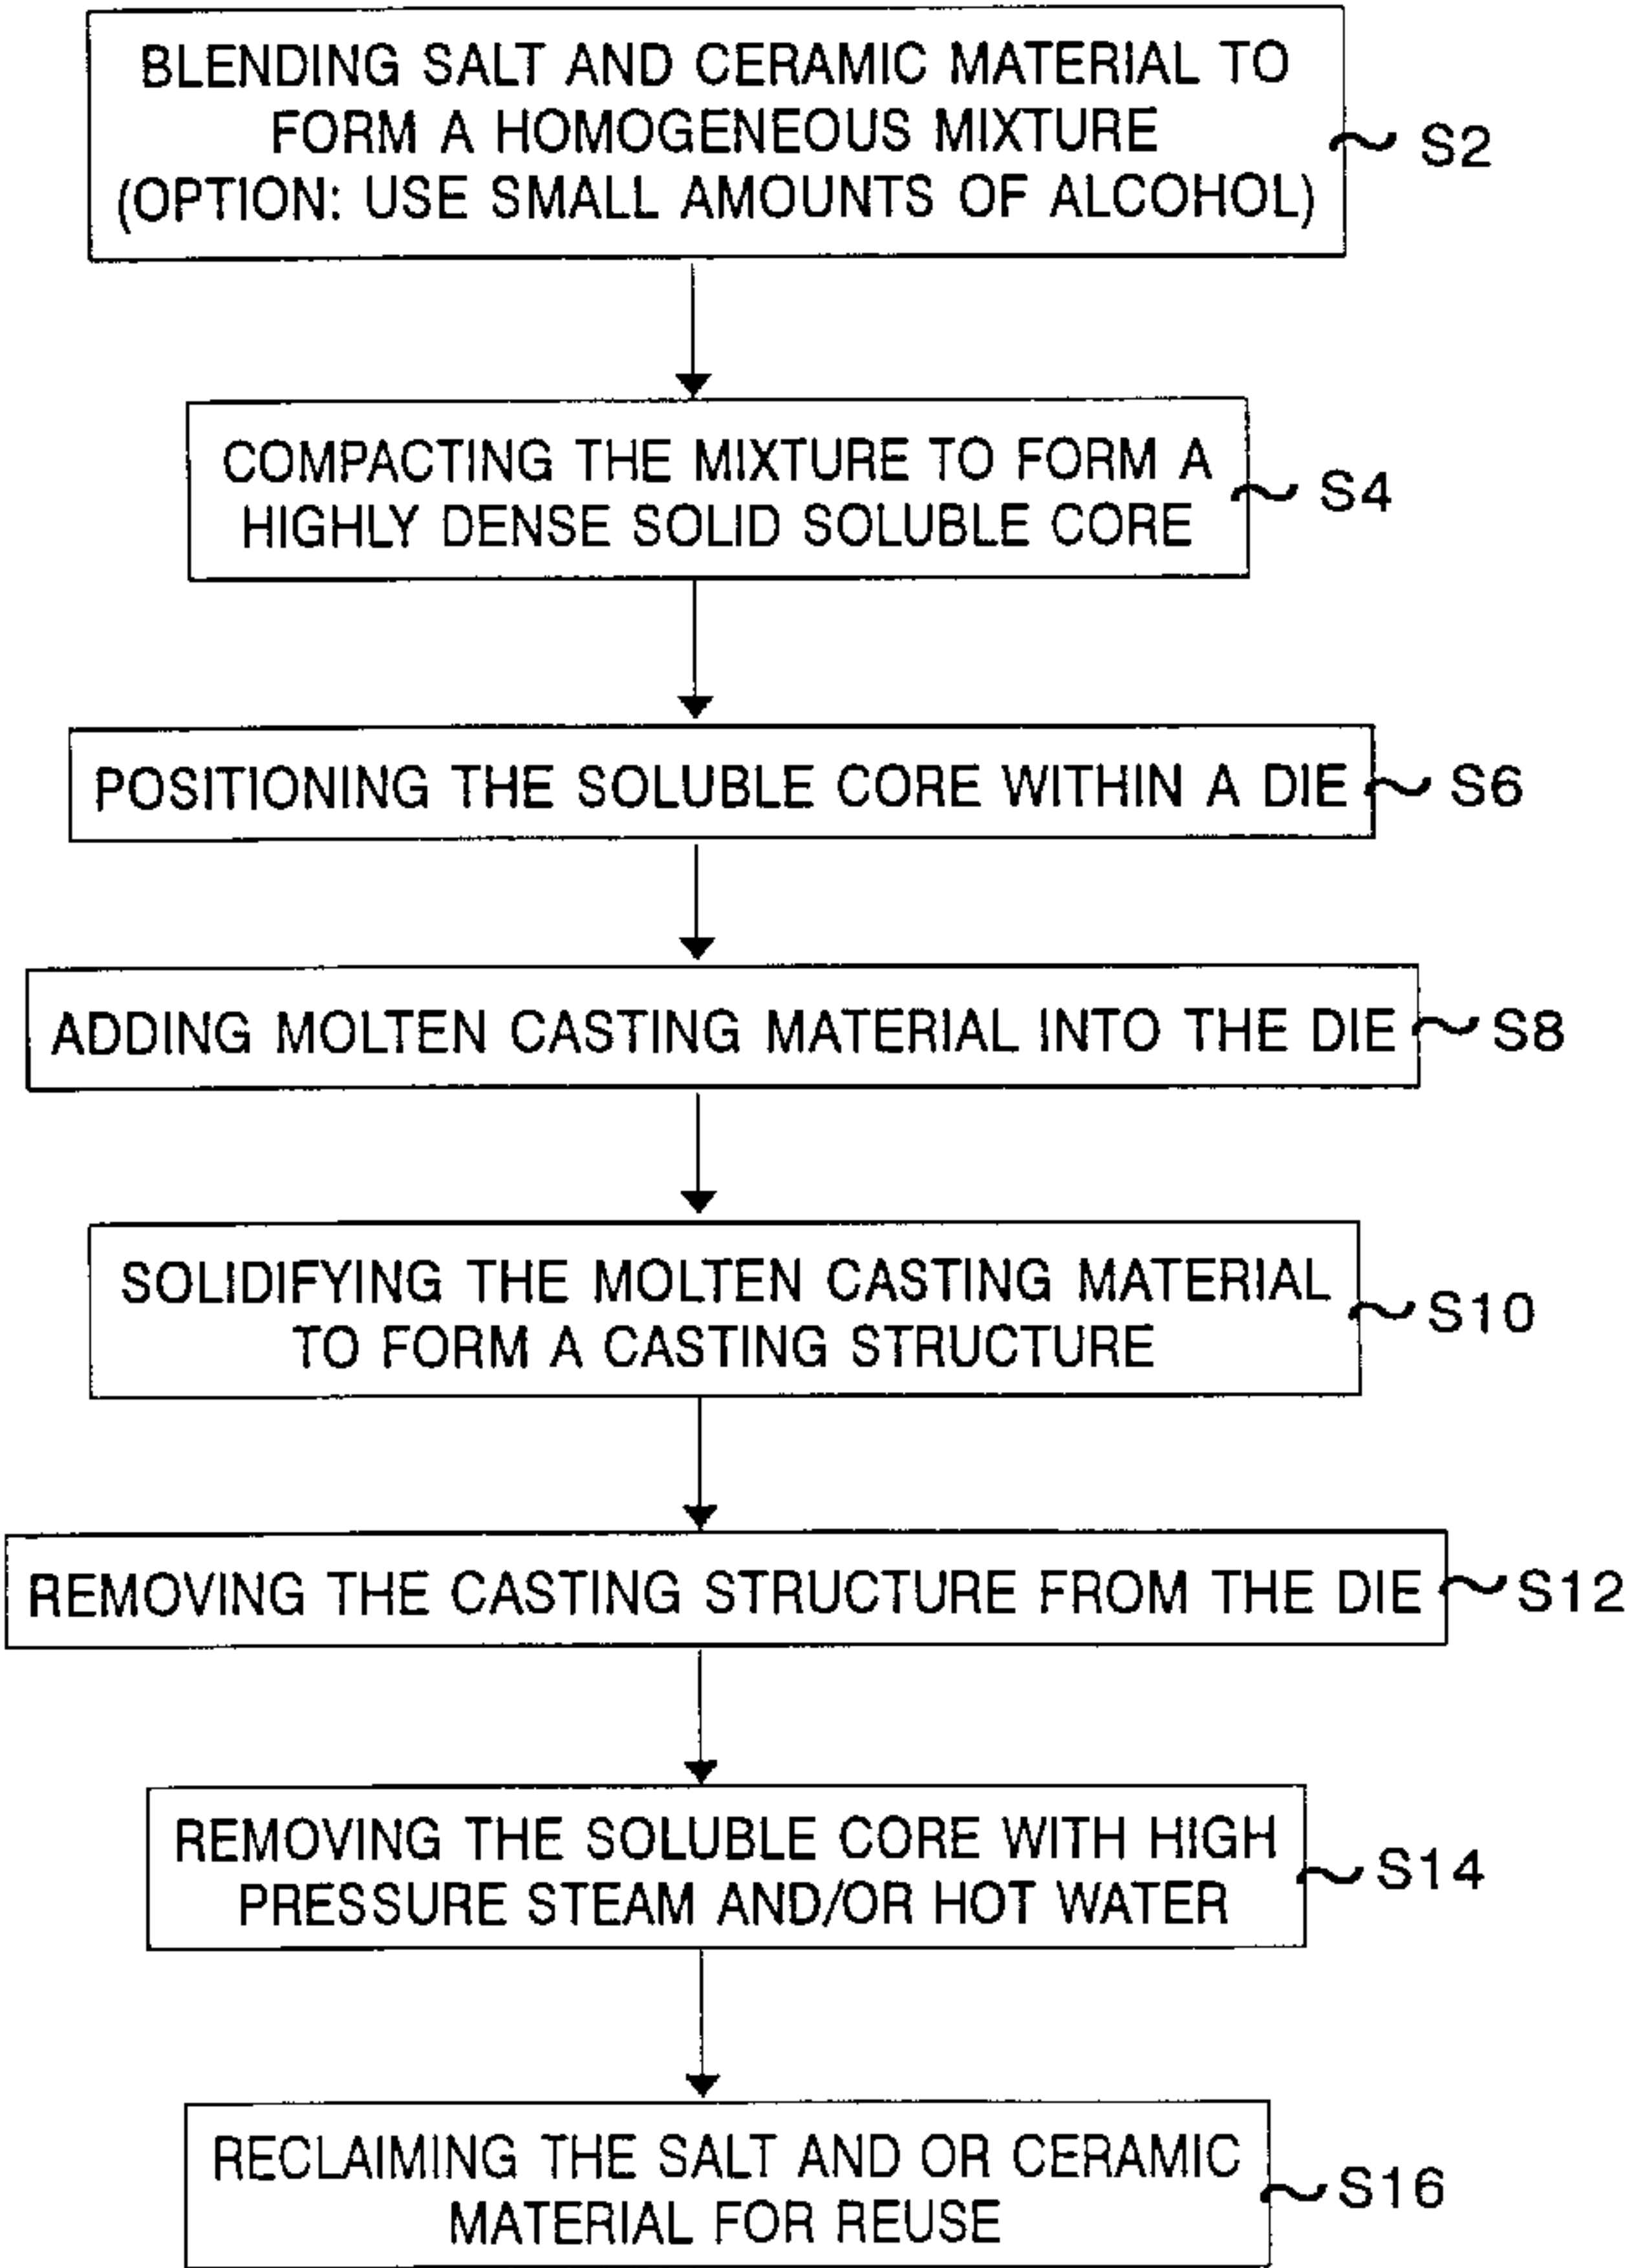 BLENDING SALT AND CERAMIC MATERIAL TO
FORM A HOMOGENEOUS MIXTURE
(OPTION: USE SMALL AMOUNTS OF ALCOHOL)
S2
COMPACTING THE MIXTURE TO FORM A
HIGHLY DENSE SOLID SOLUBLE CORE
S4
POSITIONING THE SOLUBLE CORE WITHIN A DIE
S6
ADDING MOLTEN CASTING MATERIAL INTO THE DIE
S8
SOLIDIFYING THE MOLTEN CASTING MATERIAL
TO FORM A CASTING STRUCTURE
S10
REMOVING THE CASTING STRUCTURE FROM THE DIE
S12
REMOVING THE SOLUBLE CORE WITH HIGH
PRESSURE STEAM AND/OR HOT WATER
S14
RECLAIMING THE SALT AND OR CERAMIC
MATERIAL FOR REUSE
S16